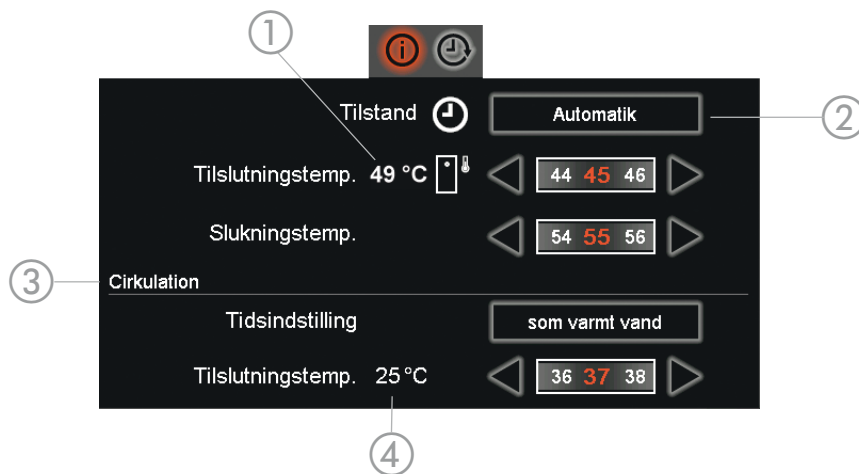 1
Tilstand Automatik
2
Tilslutningstemp. 49 °C 44 45 46
Slukningstemp. 54 55 56
3
Cirkulation
Tidsindstilling som varmt vand
Tilslutningstemp. 25 °C 36 37 38
4